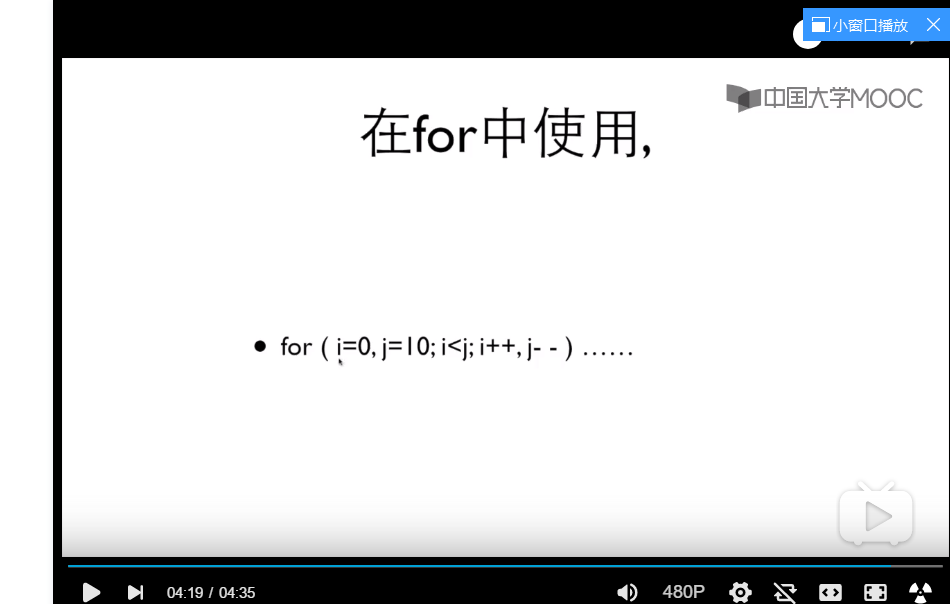 小窗口播放
中国大学MOOC
在for中使用,
• for ( i=0, j=10; i<j; i++, j- - ) ......
04:19 / 04:35
480P